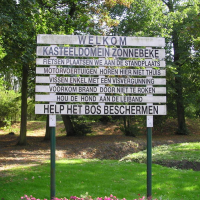 WELKOM
KASTEELDOMEIN ZONNEBEKE
FIETSEN PLAATSEN WE AAN DE STANDPLAATS
MOTORVOERTUIGEN HOREN HIER NIET THUIS
VISSEN ENKEL MET EEN VISVERGUNNING
VOORKOM BRAND DOOR NIET TE ROKEN
HOU DE HOND AAN DE LEIBAND
HELP HET BOS BESCHERMEN